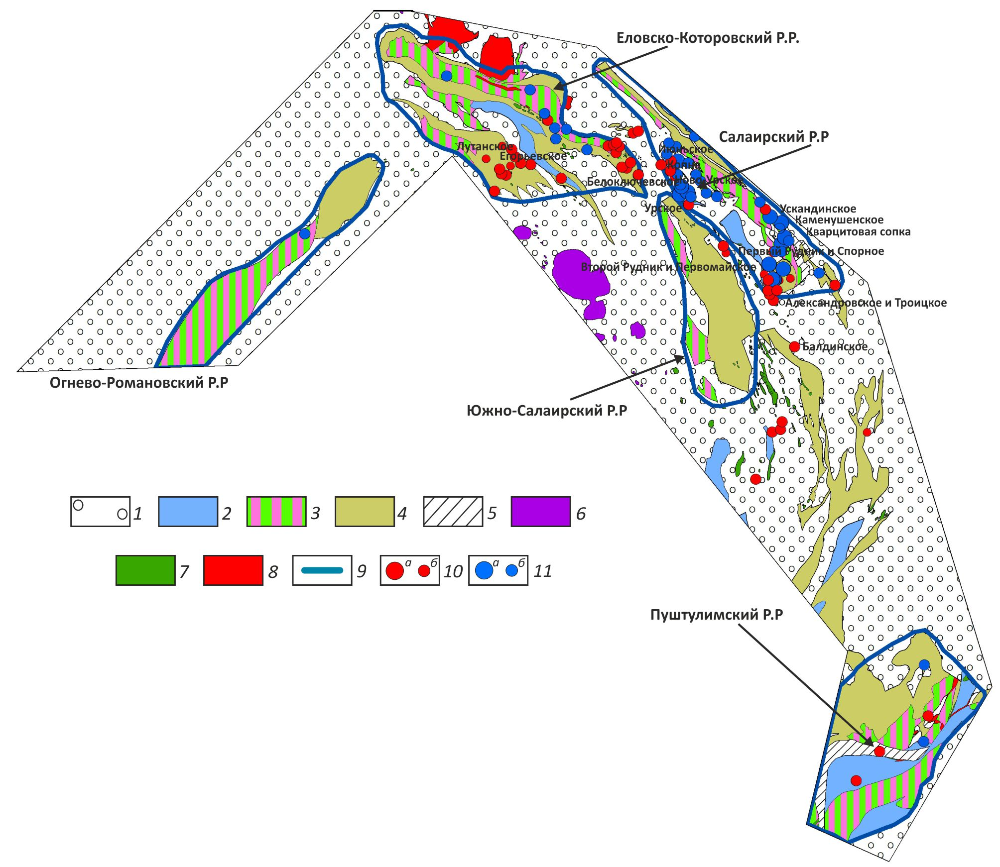 Еловско-Которовский Р.Р.
Салаирский Р.Р
Лутанское
Егорьевское
Июньское
Копна
Белоключевское
Ново-Урское
Урское
Ускандинское
Каменушенское
Кварцитовая сопка
Первый Рудник и Спорное
Второй Рудник и Первомайское
Александровское и Троицкое
Балдинское
Огнево-Романовский Р.Р
Южно-Салаирский Р.Р
1 2 3 4 5 6
7 8 9 а б 10 а б 11
Пуштулимский Р.Р